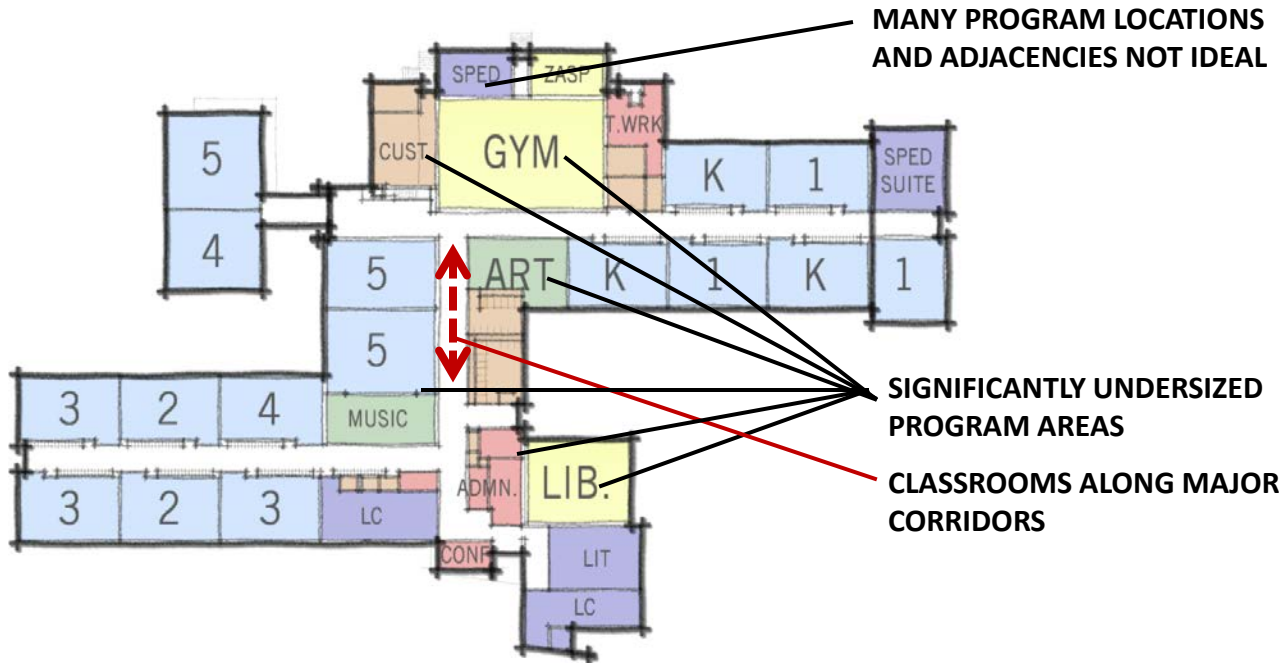 MANY PROGRAM LOCATIONS
AND ADJACENCIES NOT IDEAL
SPED
ZASP
T.WRK
CUST
GYM
5
K
1
SPED
SUITE
4
5
ART
K
1
K
1
5
3
2
4
MUSIC
SIGNIFICANTLY UNDERSIZED
PROGRAM AREAS
ADMN.
LIB.
CLASSROOMS ALONG MAJOR
CORRIDORS
3
2
3
LC
CONF
LIT
LC